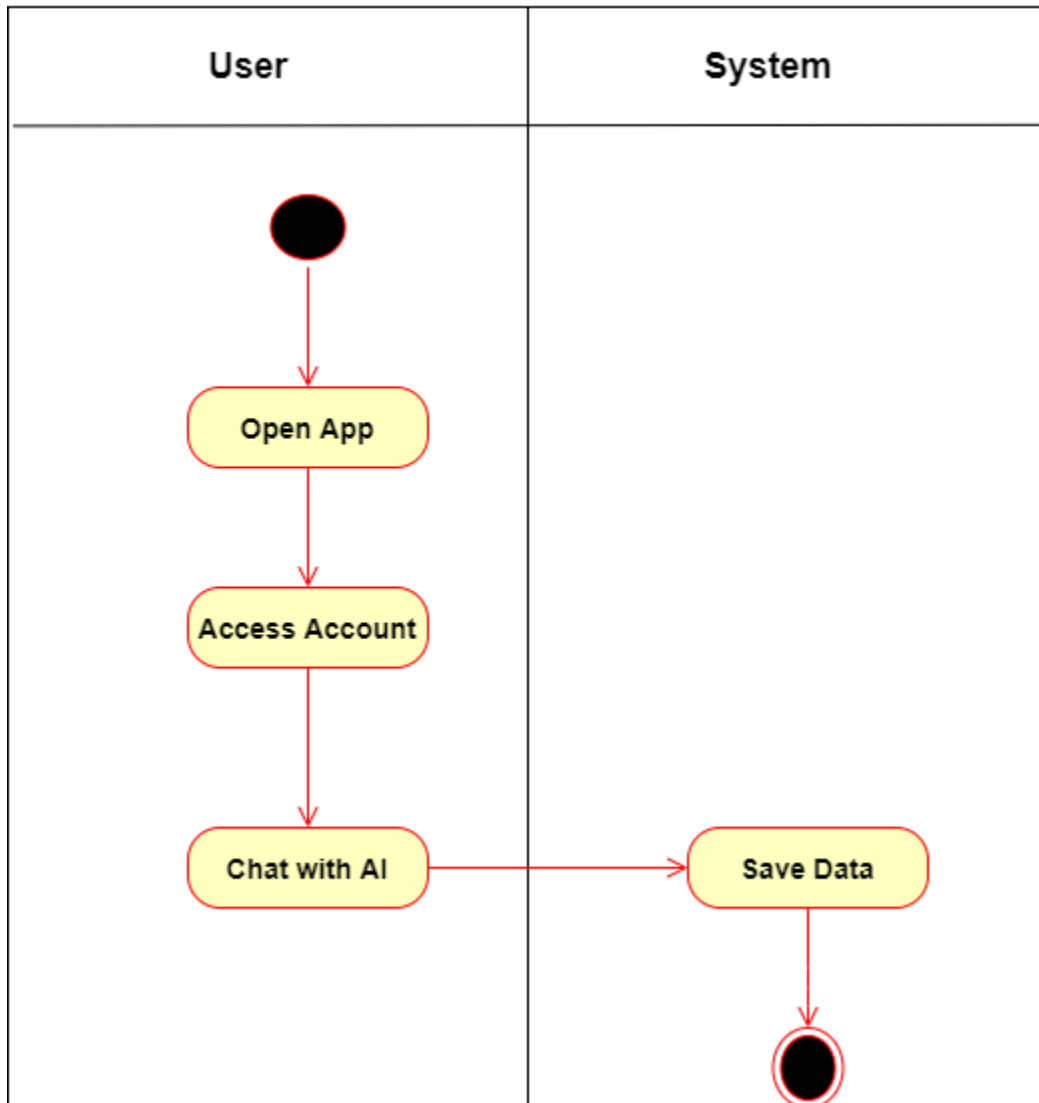 User
System
Open App
Access Account
Chat with AI
Save Data